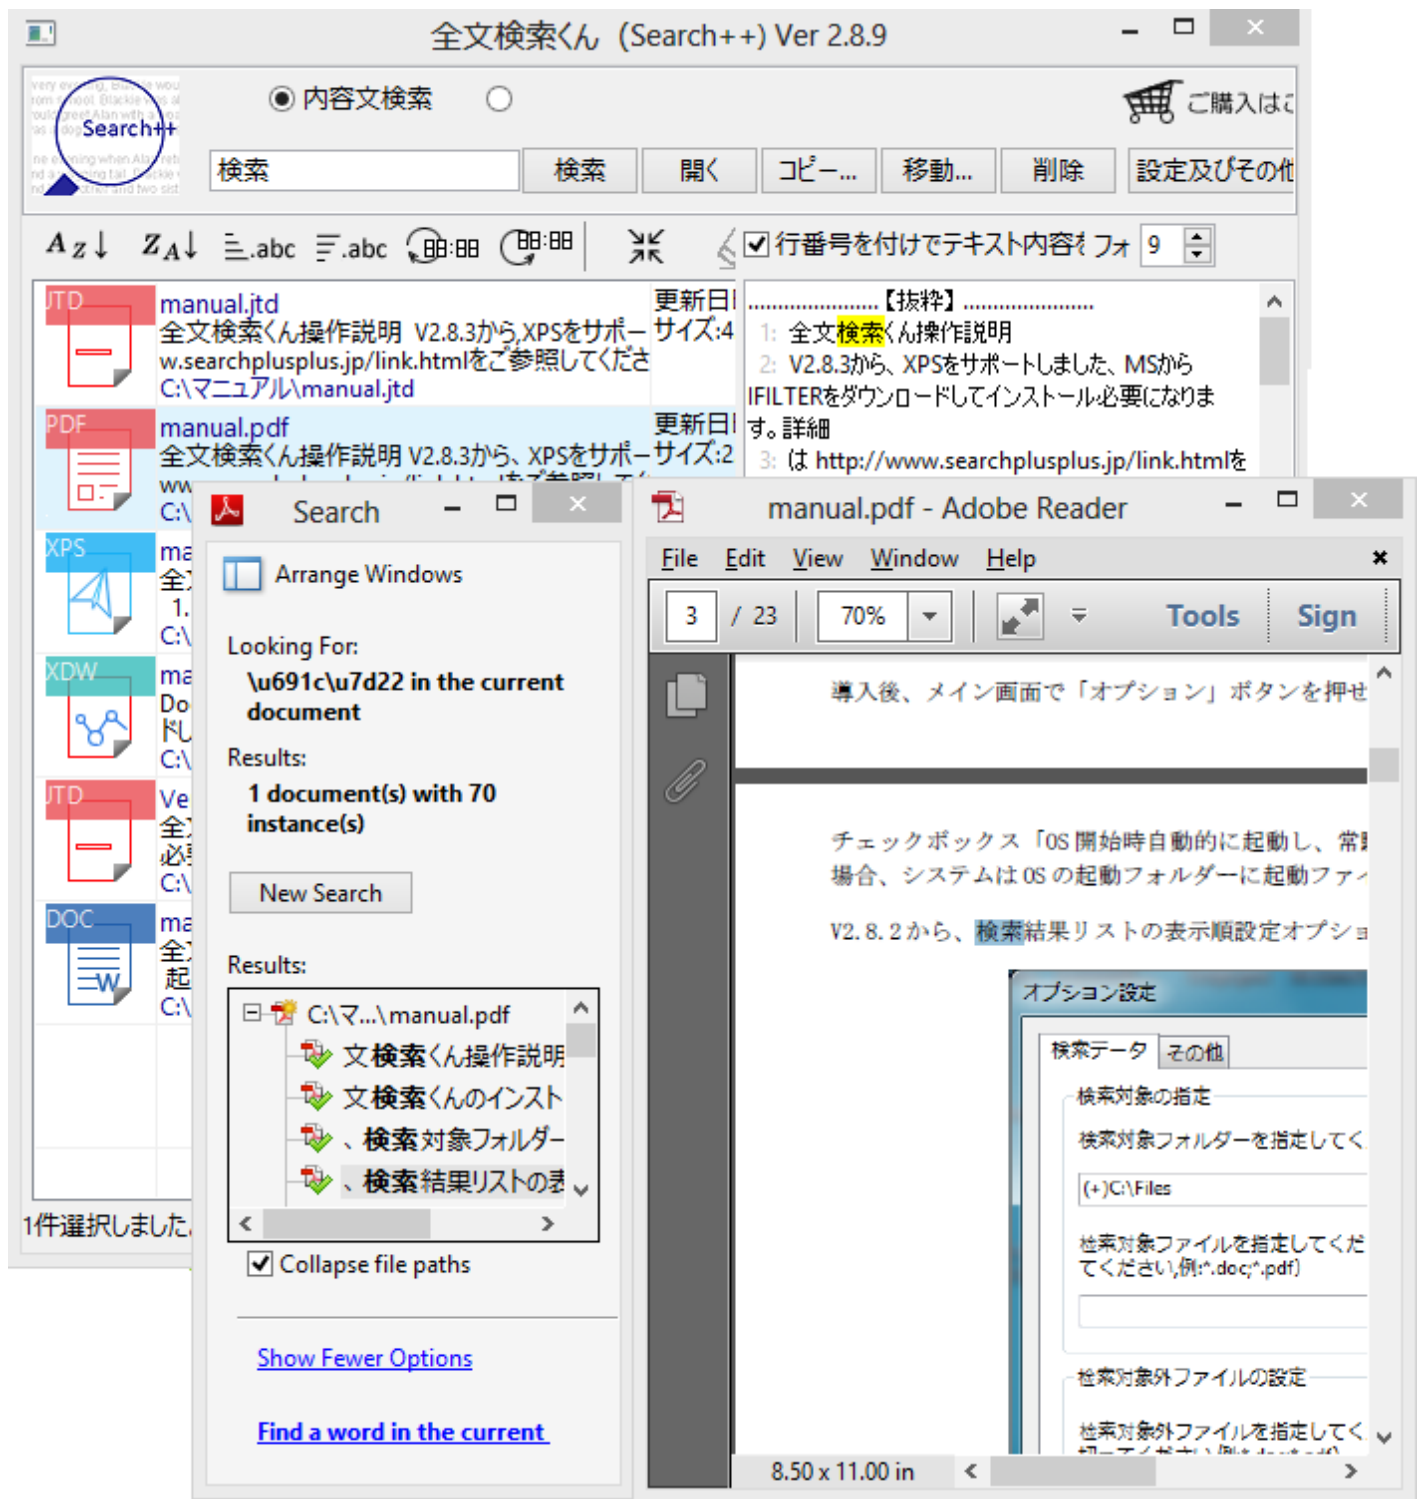 全文検索くん（Search++) Ver 2.8.9
Search++
内容文検索
ご購入はこ
検索
検索
開く
コピー...
移動...
削除
設定及びその他
A Z↓
Z A↓
.abc
.abc
行番号を付けてテキスト内容を
フォ
9
JTD
manual.jtd
全文検索くん操作説明 V2.8.3から,XPSをサポー
w.searchplusplus.jp/link.htmlをご参照してくださ
C:\マニュアル\manual.jtd
更新日
サイズ:4
PDF
manual.pdf
全文検索くん操作説明 V2.8.3から、XPSをサポー
C:\
更新日
サイズ:2
XPS
ma
全
1.
C:\
XDW
ma
Do
ドし
C:\
JTD
Ve
全
必
C:\
DOC
ma
全
起
C:\
1件選択しました
......................【抜粋】......................
1: 全文検索くん操作説明
2: V2.8.3から、XPSをサポートしました、MSから
IFILTERをダウンロードしてインストール必要になりま
す。詳細
3: は http://www.searchplusplus.jp/link.htmlを
Search
Arrange Windows
Looking For:
\u691c\u7d22 in the current
document
Results:
1 document(s) with 70
instance(s)
New Search
Results:
C:\マ...\manual.pdf
文検索くん操作説明
文検索くんのインスト
、検索対象フォルダー
、検索結果リストの表
Collapse file paths
Show Fewer Options
Find a word in the current
manual.pdf - Adobe Reader
File Edit View Window Help
3 / 23
70%
Tools
Sign
導入後、メイン画面で「オプション」ボタンを押せ
チェックボックス「OS 開始時自動的に起動し、常
場合、システムは OS の起動フォルダーに起動ファイ
V2.8.2から、検索結果リストの表示順設定オプショ
オプション設定
検索データ
その他
検索対象の指定
検索対象フォルダーを指定してく
(+)C:\Files
検索対象ファイルを指定してくだ
てください,例:*.doc;*.pdf)
検索対象外ファイルの設定
検索対象外ファイルを指定してく
8.50 x 11.00 in